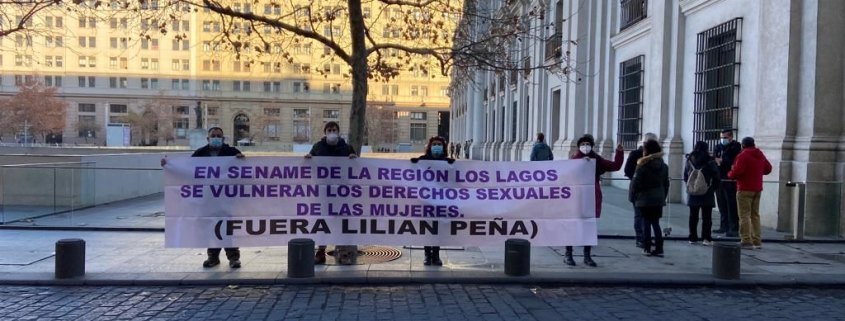 EN SENAME DE LA REGIÓN LOS LAGOS
SE VULNERAN LOS DERECHOS SEXUALES
DE LAS MUJERES.
(FUERA LILIAN PEÑA)